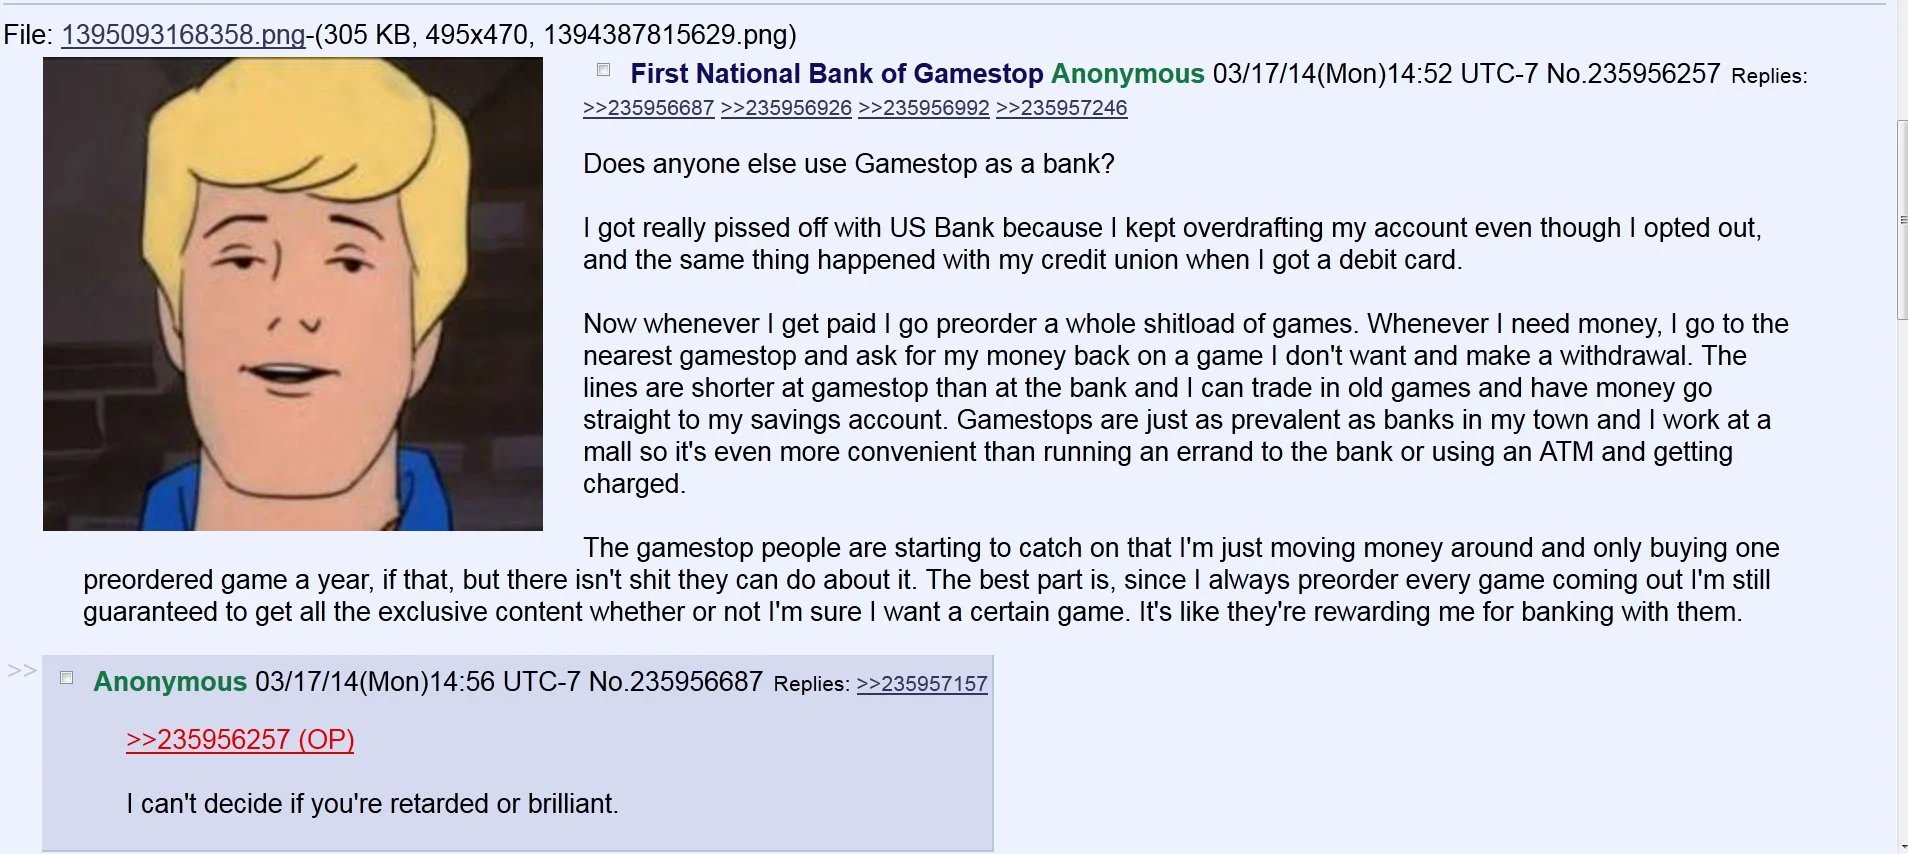 File: 1395093168358.png-(305 KB, 495x470, 1394387815629.png)
First National Bank of Gamestop Anonymous 03/17/14(Mon)14:52 UTC-7 No.235956257 Replies:
>>235956687 >>235956926 >>235956992 >>235957246
Does anyone else use Gamestop as a bank?
I got really pissed off with US Bank because I kept overdrafting my account even though I opted out,
and the same thing happened with my credit union when I got a debit card.
Now whenever I get paid I go preorder a whole shitload of games. Whenever I need money, I go to the
nearest gamestop and ask for my money back on a game I don't want and make a withdrawal. The
lines are shorter at gamestop than at the bank and I can trade in old games and have money go
straight to my savings account. Gamestops are just as prevalent as banks in my town and I work at a
mall so it's even more convenient than running an errand to the bank or using an ATM and getting
charged.
The gamestop people are starting to catch on that I'm just moving money around and only buying one
preordered game a year, if that, but there isn't shit they can do about it. The best part is, since I always preorder every game coming out I'm still
guaranteed to get all the exclusive content whether or not I'm sure I want a certain game. It's like they're rewarding me for banking with them.
>> Anonymous 03/17/14(Mon)14:56 UTC-7 No.235956687 Replies: >>235957157
>>235956257 (OP)
I can't decide if you're retarded or brilliant.